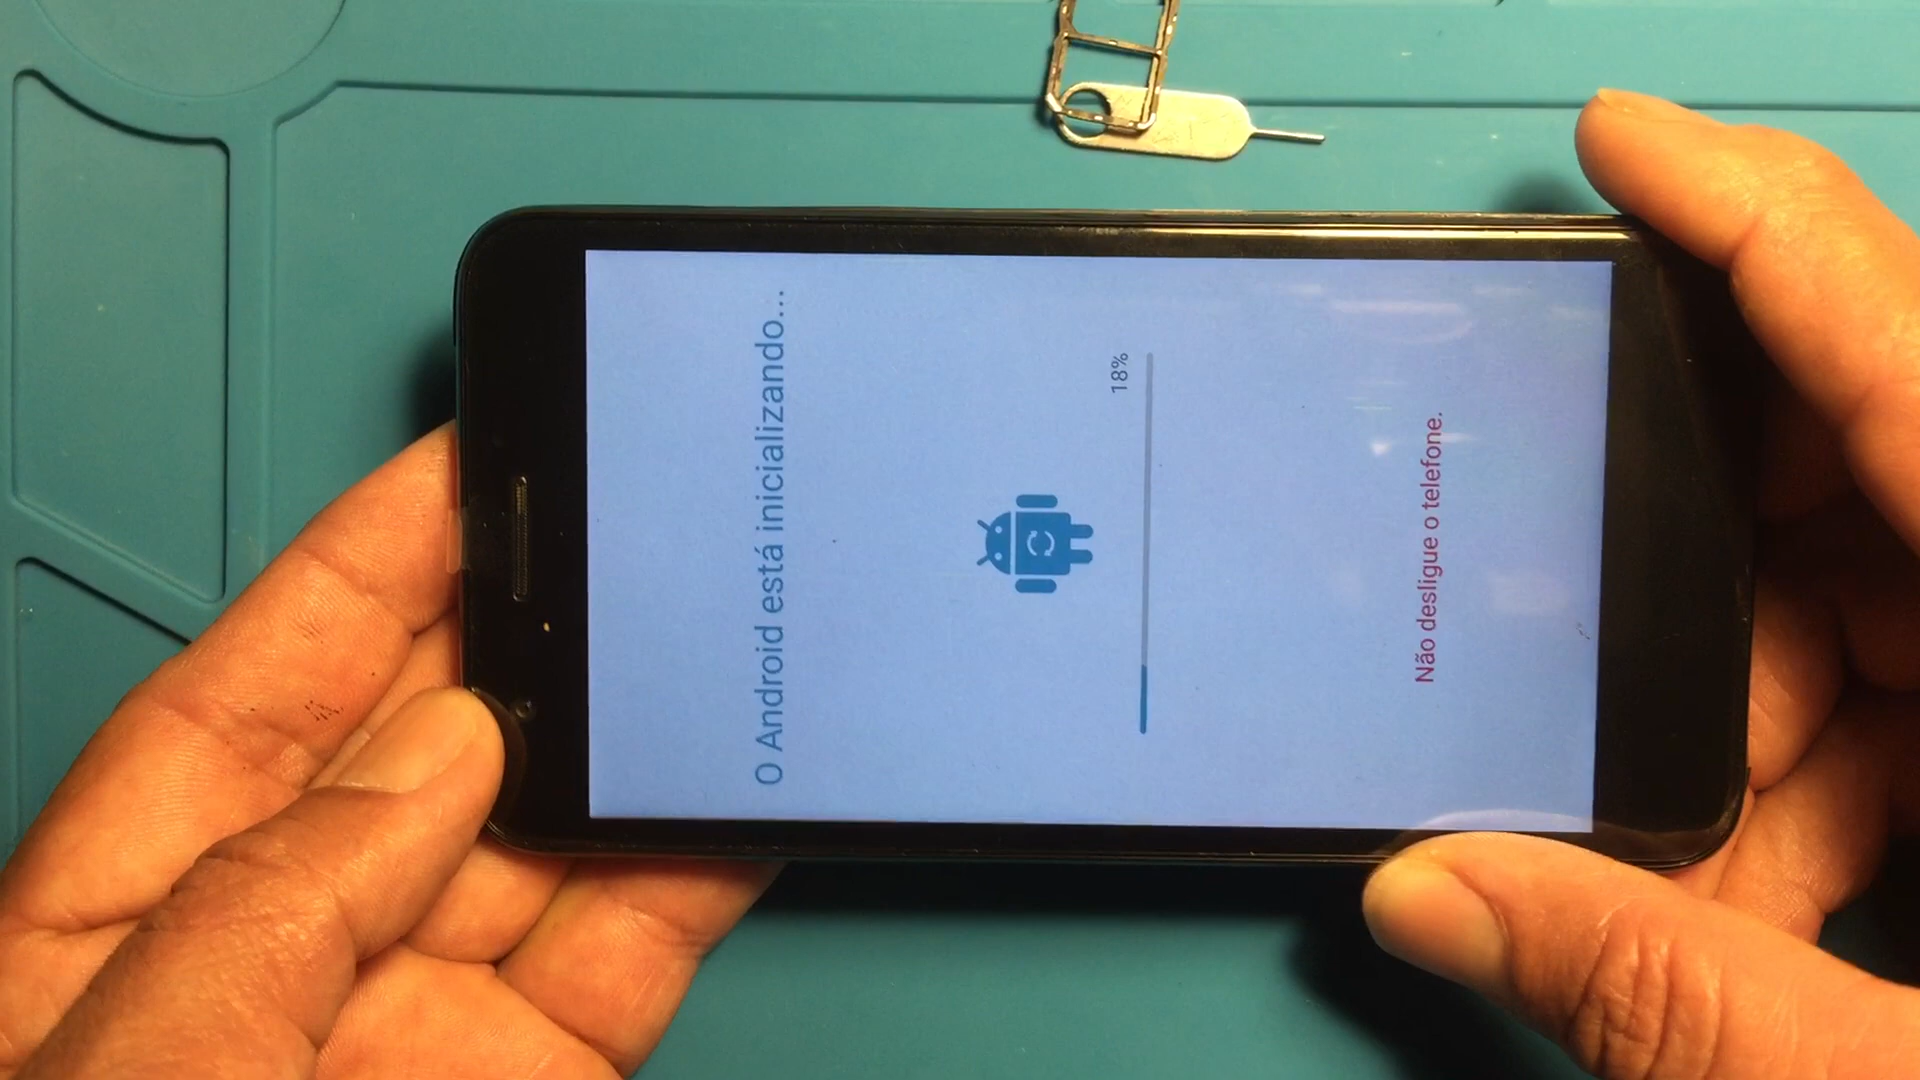 O Android está inicializando...
18%
Não desligue o telefone.